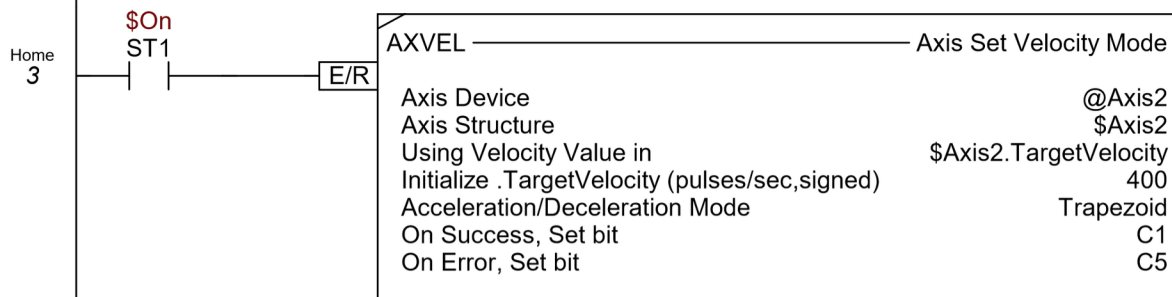 $On
ST1
Home
3
E/R
AXVEL Axis Set Velocity Mode
Axis Device @Axis2
Axis Structure $Axis2
Using Velocity Value in $Axis2.TargetVelocity
Initialize .TargetVelocity (pulses/sec,signed) 400
Acceleration/Deceleration Mode Trapezoid
On Success, Set bit C1
On Error, Set bit C5